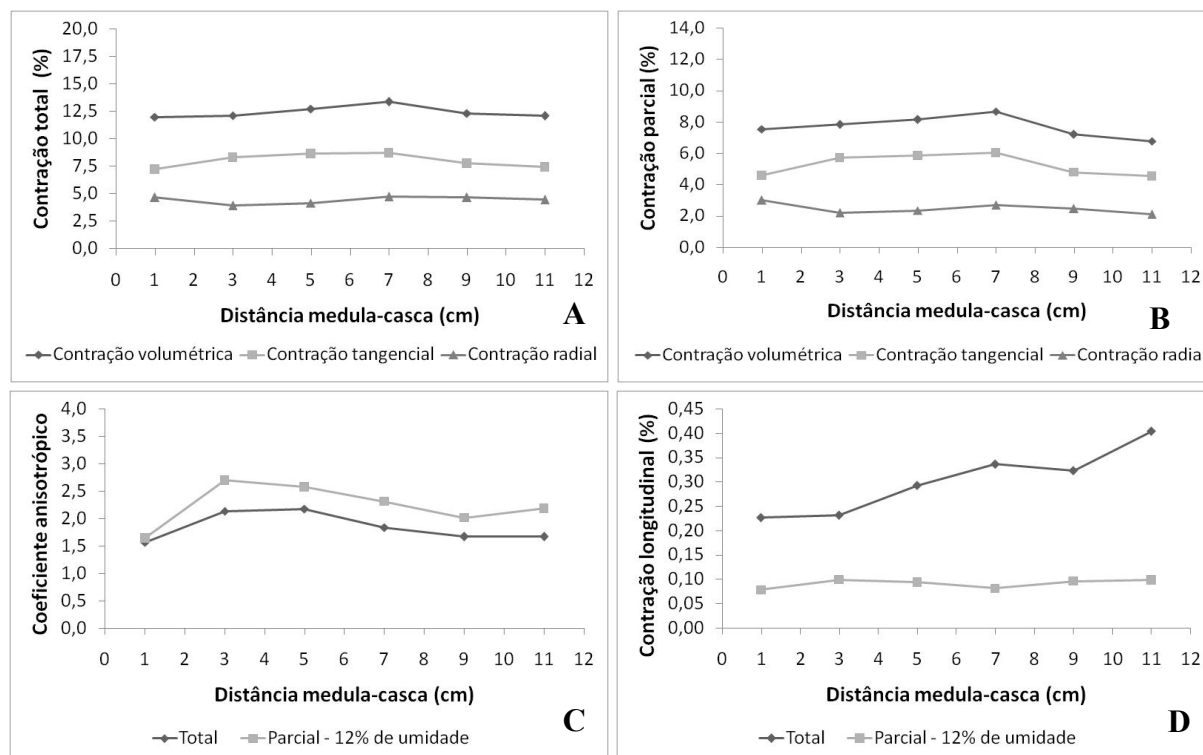 Contração total (%)
20,0
17,5
15,0
12,5
10,0
7,5
5,0
2,5
0,0
0 1 2 3 4 5 6 7 8 9 10 11 12
Distância medula-casca (cm)
A
Contração volumétrica Contração tangencial Contração radial
Contração parcial (%)
14,0
12,0
10,0
8,0
6,0
4,0
2,0
0,0
0 1 2 3 4 5 6 7 8 9 10 11 12
Distância medula-casca (cm)
B
Contração volumétrica Contração tangencial Contração radia
Coeficiente anisotrópico
4,0
3,5
3,0
2,5
2,0
1,5
1,0
0,5
0,0
0 1 2 3 4 5 6 7 8 9 10 11 12
Distância medula-casca (cm)
Total Parcial - 12% de umidade
C
Contração longitudinal (%)
0,45
0,40
0,35
0,30
0,25
0,20
0,15
0,10
0,05
0,00
0 1 2 3 4 5 6 7 8 9 10 11 12
Distância medula-casca (cm)
Total Parcial - 12% de umidade
D